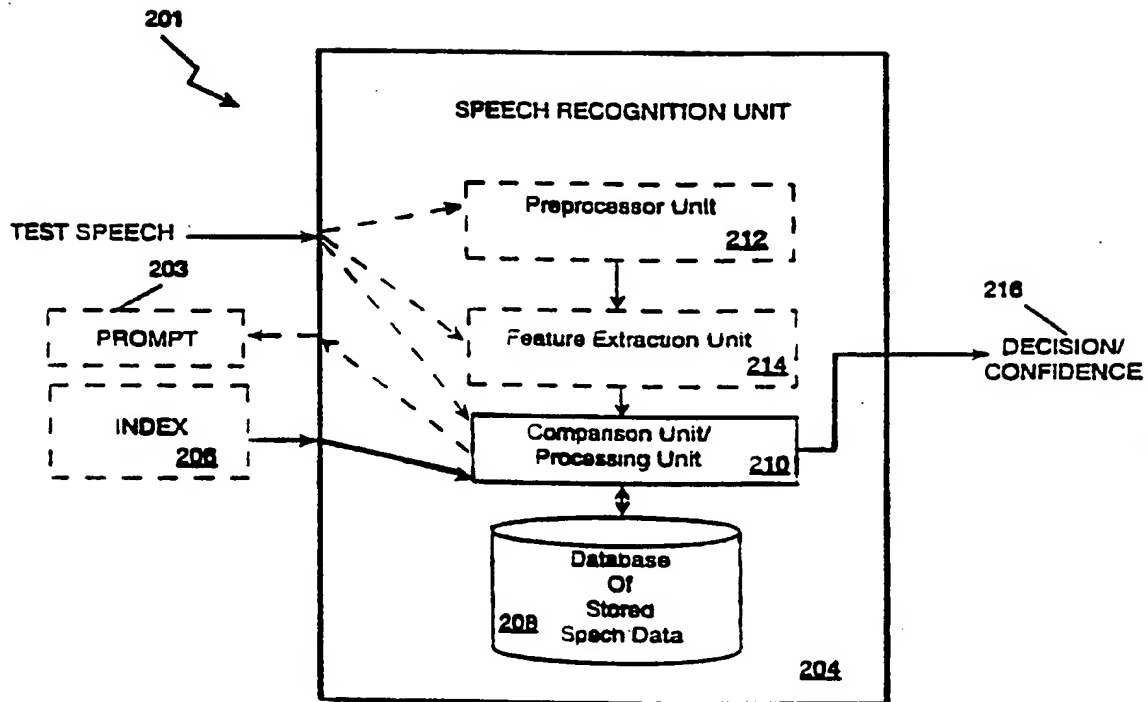 201
SPEECH RECOGNITION UNIT
Preprocessor Unit
212
TEST SPEECH
203
PROMPT
Feature Extraction Unit
214
216
DECISION/
CONFIDENCE
INDEX
206
Comparison Unit/
Processing Unit
210
Database
Of
Stored
Spech Data
208
204